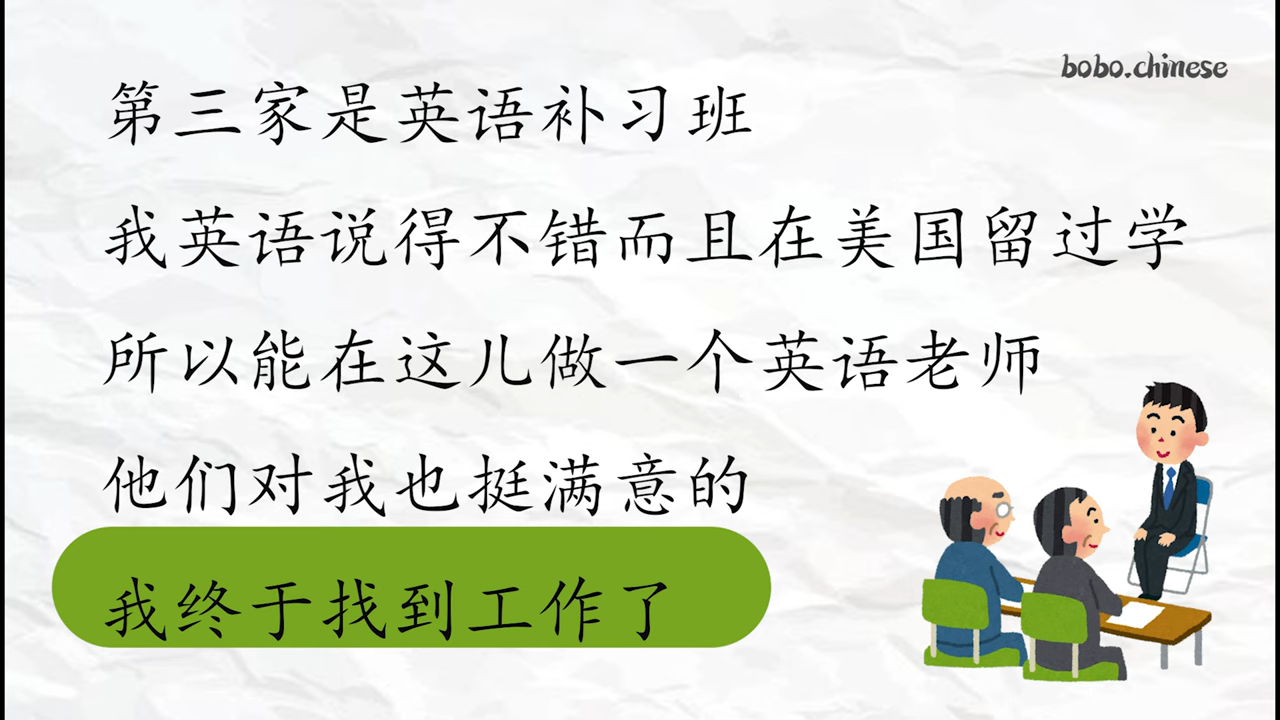 bobo.chinese
第三家是英语补习班
我英语说得不错而且在美国留过学
所以能在这儿做一个英语老师
他们对我也挺满意的
我终于找到工作了